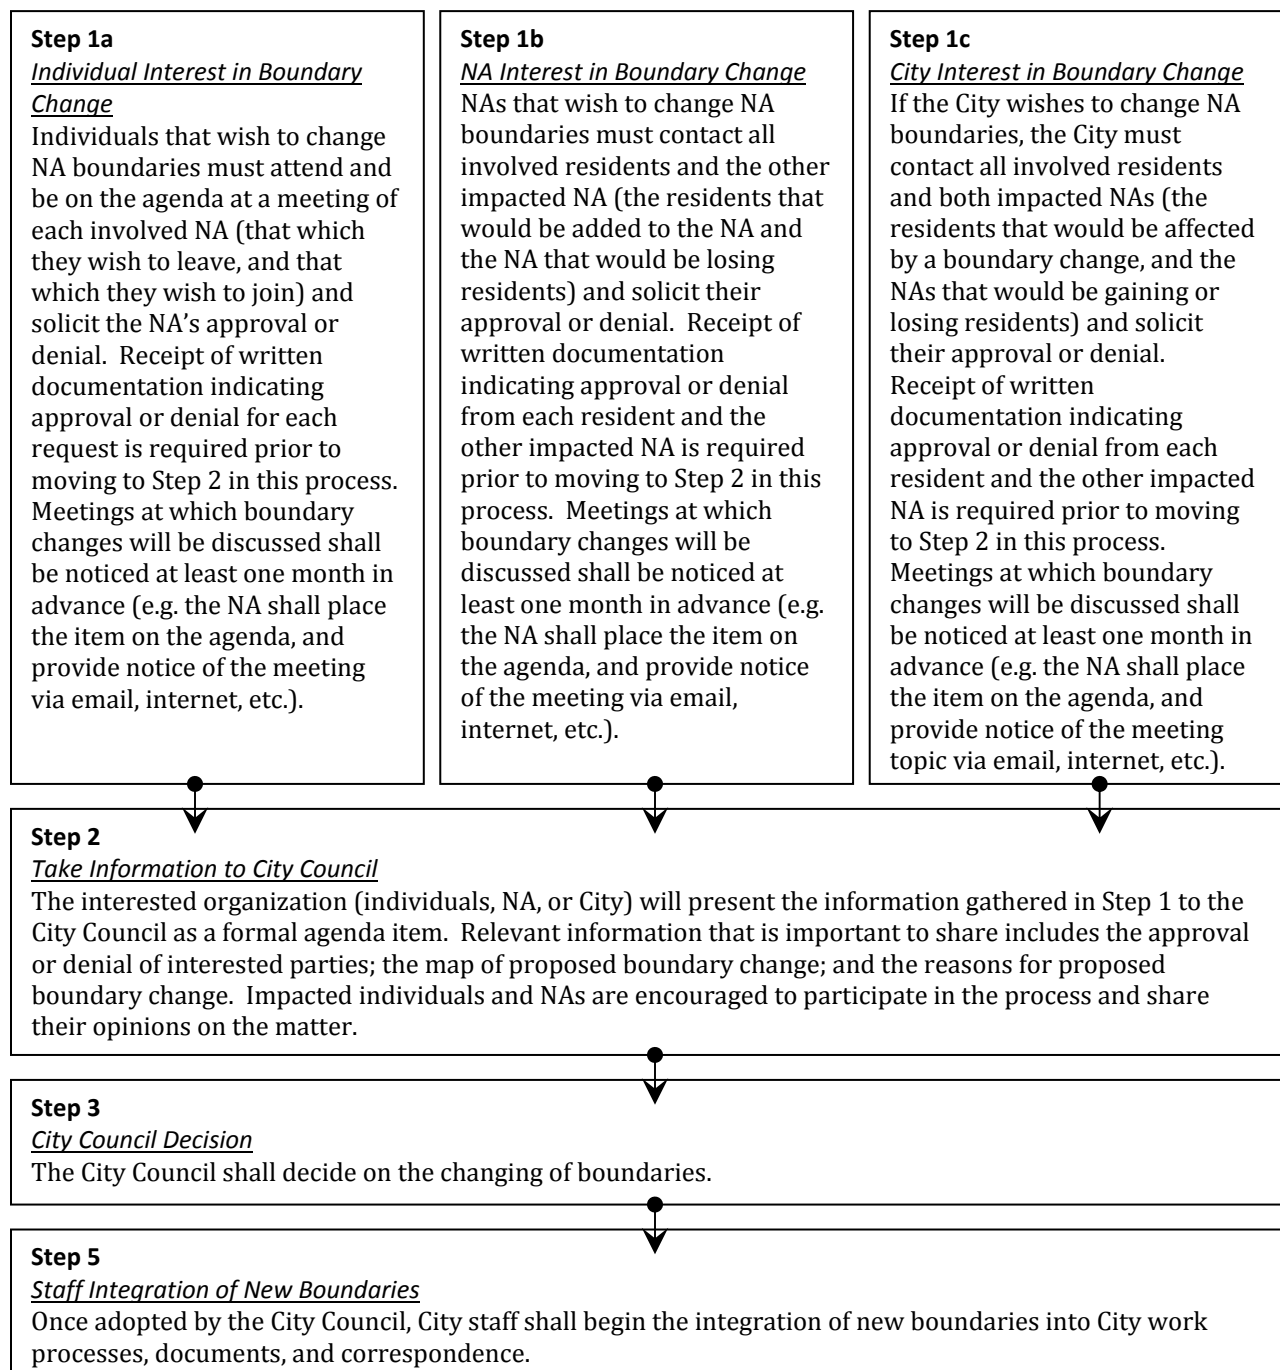 Step 1a
Individual Interest in Boundary
Change
Individuals that wish to change
NA boundaries must attend and
be on the agenda at a meeting of
each involved NA (that which
they wish to leave, and that
which they wish to join) and
solicit the NA’s approval or
denial.  Receipt of written
documentation indicating
approval or denial for each
request is required prior to
moving to Step 2 in this process.
Meetings at which boundary
changes will be discussed shall
be noticed at least one month in
advance (e.g. the NA shall place
the item on the agenda, and
provide notice of the meeting
via email, internet, etc.).
Step 1b
NA Interest in Boundary Change
NAs that wish to change NA
boundaries must contact all
involved residents and the other
impacted NA (the residents that
would be added to the NA and
the NA that would be losing
residents) and solicit their
approval or denial.  Receipt of
written documentation
indicating approval or denial
from each resident and the
other impacted NA is required
prior to moving to Step 2 in this
process.  Meetings at which
boundary changes will be
discussed shall be noticed at
least one month in advance (e.g.
the NA shall place the item on
the agenda, and provide notice
of the meeting via email,
internet, etc.).
Step 1c
City Interest in Boundary Change
If the City wishes to change NA
boundaries, the City must
contact all involved residents
and both impacted NAs (the
residents that would be affected
by a boundary change, and the
NAs that would be gaining or
losing residents) and solicit
their approval or denial.
Receipt of written
documentation indicating
approval or denial from each
resident and the other impacted
NA is required prior to moving
to Step 2 in this process.
Meetings at which boundary
changes will be discussed shall
be noticed at least one month in
advance (e.g. the NA shall place
the item on the agenda, and
provide notice of the meeting
topic via email, internet, etc.).
Step 2
Take Information to City Council
The interested organization (individuals, NA, or City) will present the information gathered in Step 1 to the
City Council as a formal agenda item.  Relevant information that is important to share includes the approval
or denial of interested parties; the map of proposed boundary change; and the reasons for proposed
boundary change.  Impacted individuals and NAs are encouraged to participate in the process and share
their opinions on the matter.
Step 3
City Council Decision
The City Council shall decide on the changing of boundaries.
Step 5
Staff Integration of New Boundaries
Once adopted by the City Council, City staff shall begin the integration of new boundaries into City work
processes, documents, and correspondence.